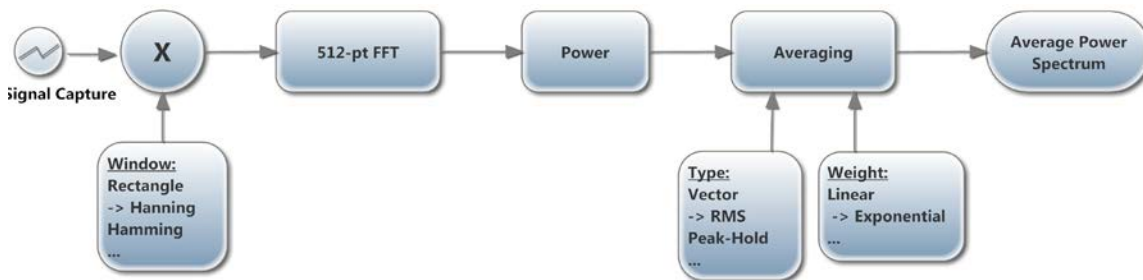 Signal Capture
X
512-pt FFT
Power
Averaging
Average Power
Spectrum
Window:
Rectangle
-> Hanning
Hamming
...
Type:
Vector
-> RMS
Peak-Hold
...
Weight:
Linear
-> Exponential
...